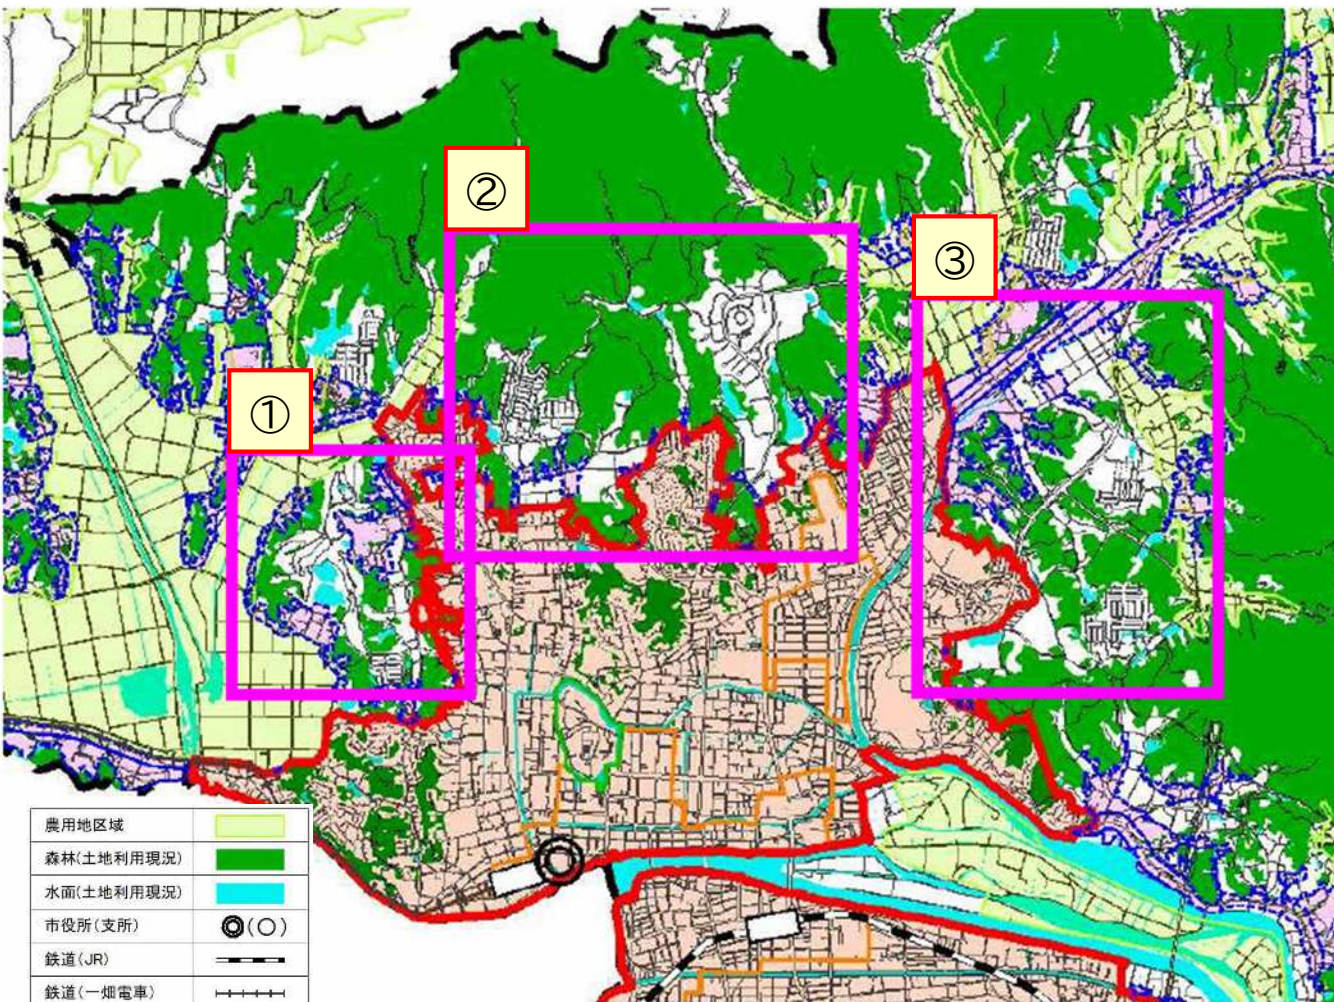 ②
③
①
農用地区域
森林(土地利用現況)
水面(土地利用現況)
市役所(支所) ◎(○)
鉄道(JR)
鉄道(一畑電車)